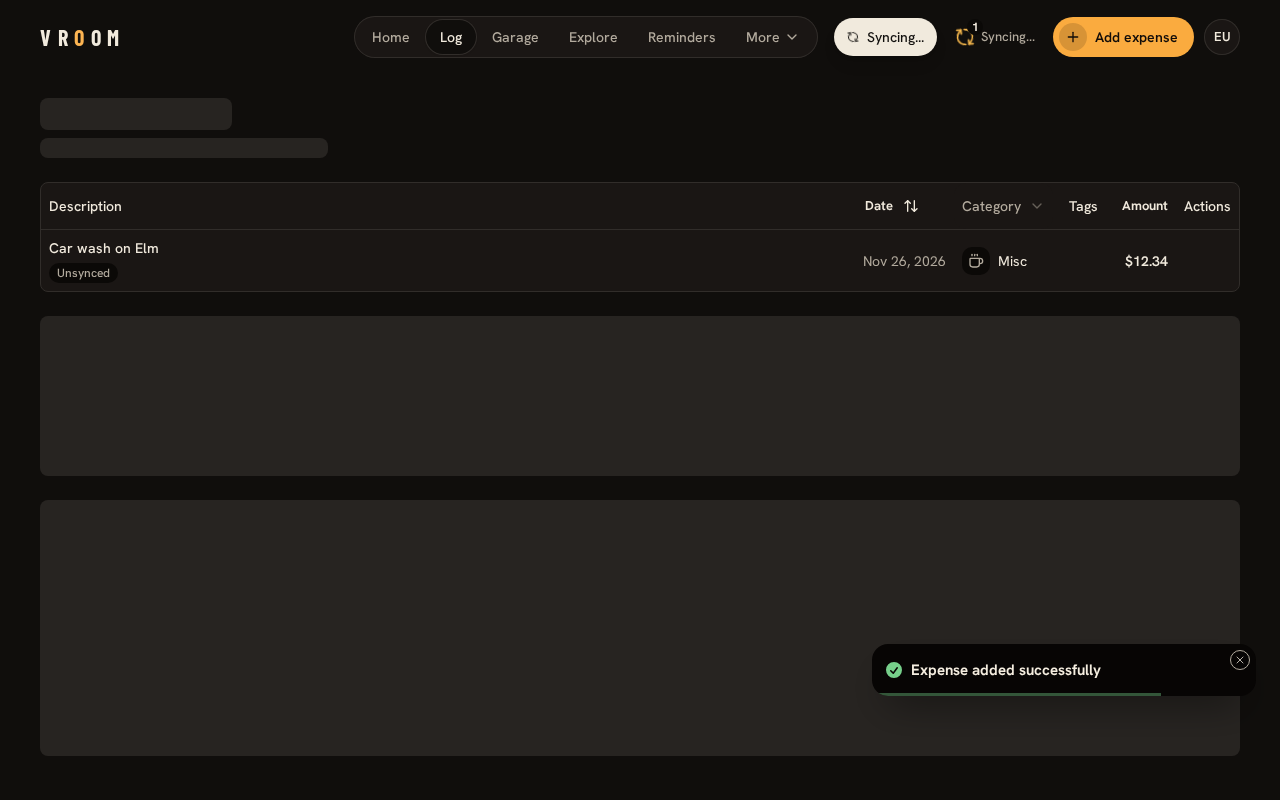 VROOM
Home Log Garage Explore Reminders More
Syncing...
1
Syncing...
Add expense
EU
Description Date Category Tags Amount Actions
Car wash on Elm
Unsynced
Nov 26, 2026 Misc $12.34
Expense added successfully